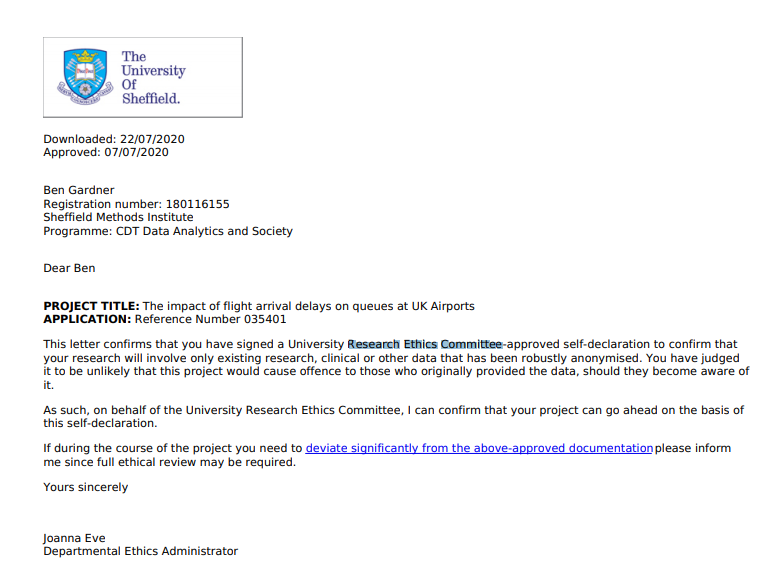 The
University
Of
Sheffield.
Downloaded: 22/07/2020
Approved: 07/07/2020
Ben Gardner
Registration number: 180116155
Sheffield Methods Institute
Programme: CDT Data Analytics and Society
Dear Ben
PROJECT TITLE: The impact of flight arrival delays on queues at UK Airports
APPLICATION: Reference Number 035401
This letter confirms that you have signed a University Research Ethics Committee-approved self-declaration to confirm that
your research will involve only existing research, clinical or other data that has been robustly anonymised. You have judged
it to be unlikely that this project would cause offence to those who originally provided the data, should they become aware of
it.
As such, on behalf of the University Research Ethics Committee, I can confirm that your project can go ahead on the basis of
this self-declaration.
If during the course of the project you need to deviate significantly from the above-approved documentation please inform
me since full ethical review may be required.
Yours sincerely
Joanna Eve
Departmental Ethics Administrator